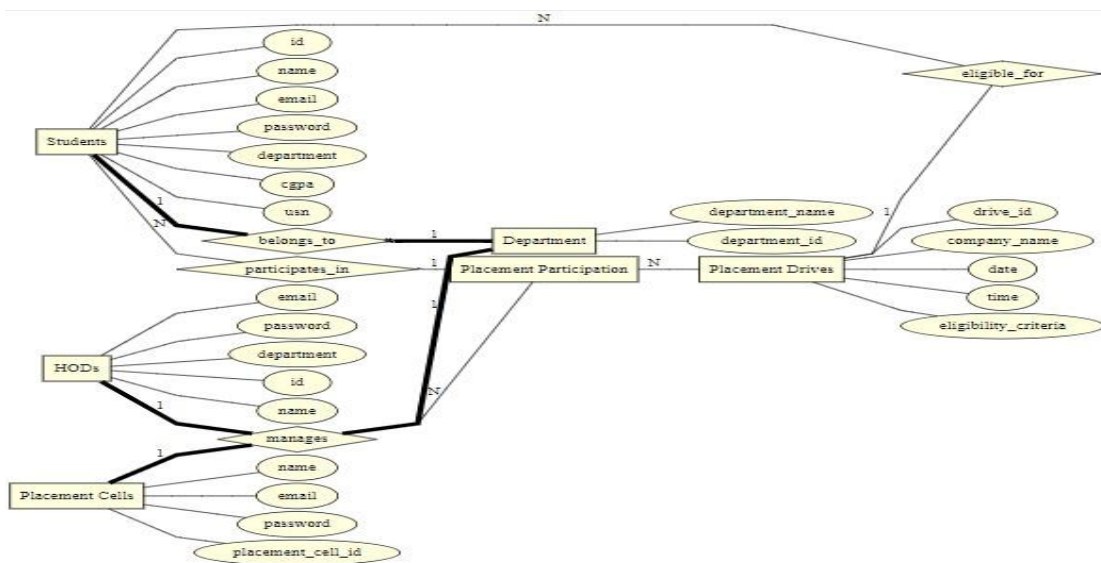 N
id
name
email
password
department
cgpa
usn
Students
1
N
belongs_to
participates_in
eligible_for
1
department_name
department_id
1
Department
1
Placement Participation
N
Placement Drives
drive_id
company_name
date
time
eligibility_criteria
1
N
email
password
department
id
name
HODs
1
manages
1
Placement Cells
name
email
password
placement_cell_id